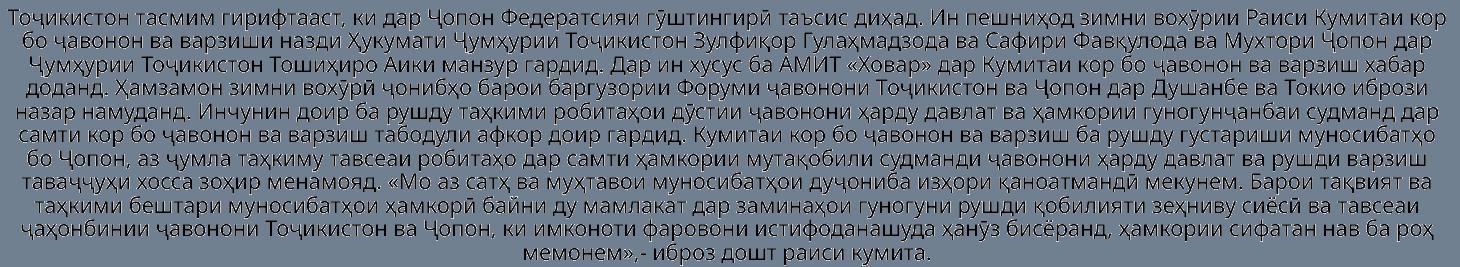 Тоҷикистон тасмим гирифтааст, ки дар Ҷопон Федератсияи гӯштингирӣ таъсис диҳад. Ин пешниҳод зимни вохӯрии Раиси Кумитаи кор
бо ҷавонон ва варзиши назди Ҳукумати Ҷумҳурии Тоҷикистон Зулфиқор Гулаҳмадзода ва Сафири Фавқулода ва Мухтори Ҷопон дар
Ҷумҳурии Тоҷикистон Тошиҳиро Аики манзур гардид. Дар ин хусус ба АМИТ «Ховар» дар Кумитаи кор бо ҷавонон ва варзиш хабар
доданд. Ҳамзамон зимни вохӯрӣ ҷонибҳо барои баргузории Форуми ҷавонони Тоҷикистон ва Ҷопон дар Душанбе ва Токио ибрози
назар намуданд. Инчунин доир ба рушду таҳкими робитаҳои дӯстии ҷавонони ҳарду давлат ва ҳамкории гуногунҷанбаи судманд дар
самти кор бо ҷавонон ва варзиш табодули афкор доир гардид. Кумитаи кор бо ҷавонон ва варзиш ба рушду густариши муносибатҳо
бо Ҷопон, аз ҷумла таҳкиму тавсеаи робитаҳо дар самти ҳамкории мутақобили судманди ҷавонони ҳарду давлат ва рушди варзиш
таваҷҷуҳи хосса зоҳир менамояд. «Мо аз сатҳ ва муҳтавои муносибатҳои дуҷониба изҳори қаноатмандӣ мекунем. Барои тақвият ва
таҳкими бештари муносибатҳои ҳамкорӣ байни ду мамлакат дар заминаҳои гуногуни рушди қобилияти зеҳниву сиёсӣ ва тавсеаи
ҷаҳонбинии ҷавонони Тоҷикистон ва Ҷопон, ки имконоти фаровони истифоданашуда ҳанӯз бисёранд, ҳамкории сифатан нав ба роҳ
мемонем»,- иброз дошт раиси кумита.